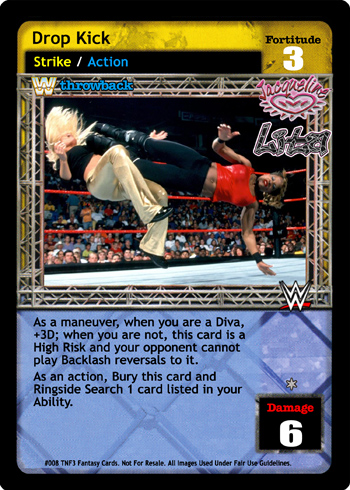 Drop Kick
Fortitude
3
Strike / Action
throwback
Jacqueline
Lita
As a maneuver, when you are a Diva,
+3D; when you are not, this card is a
High Risk and your opponent cannot
play Backlash reversals to it.
As an action, Bury this card and
Ringside Search 1 card listed in your
Ability.
*
Damage
6
#008 TNF3 Fantasy Cards. Not For Resale. All Images Used Under Fair Use Guidelines.